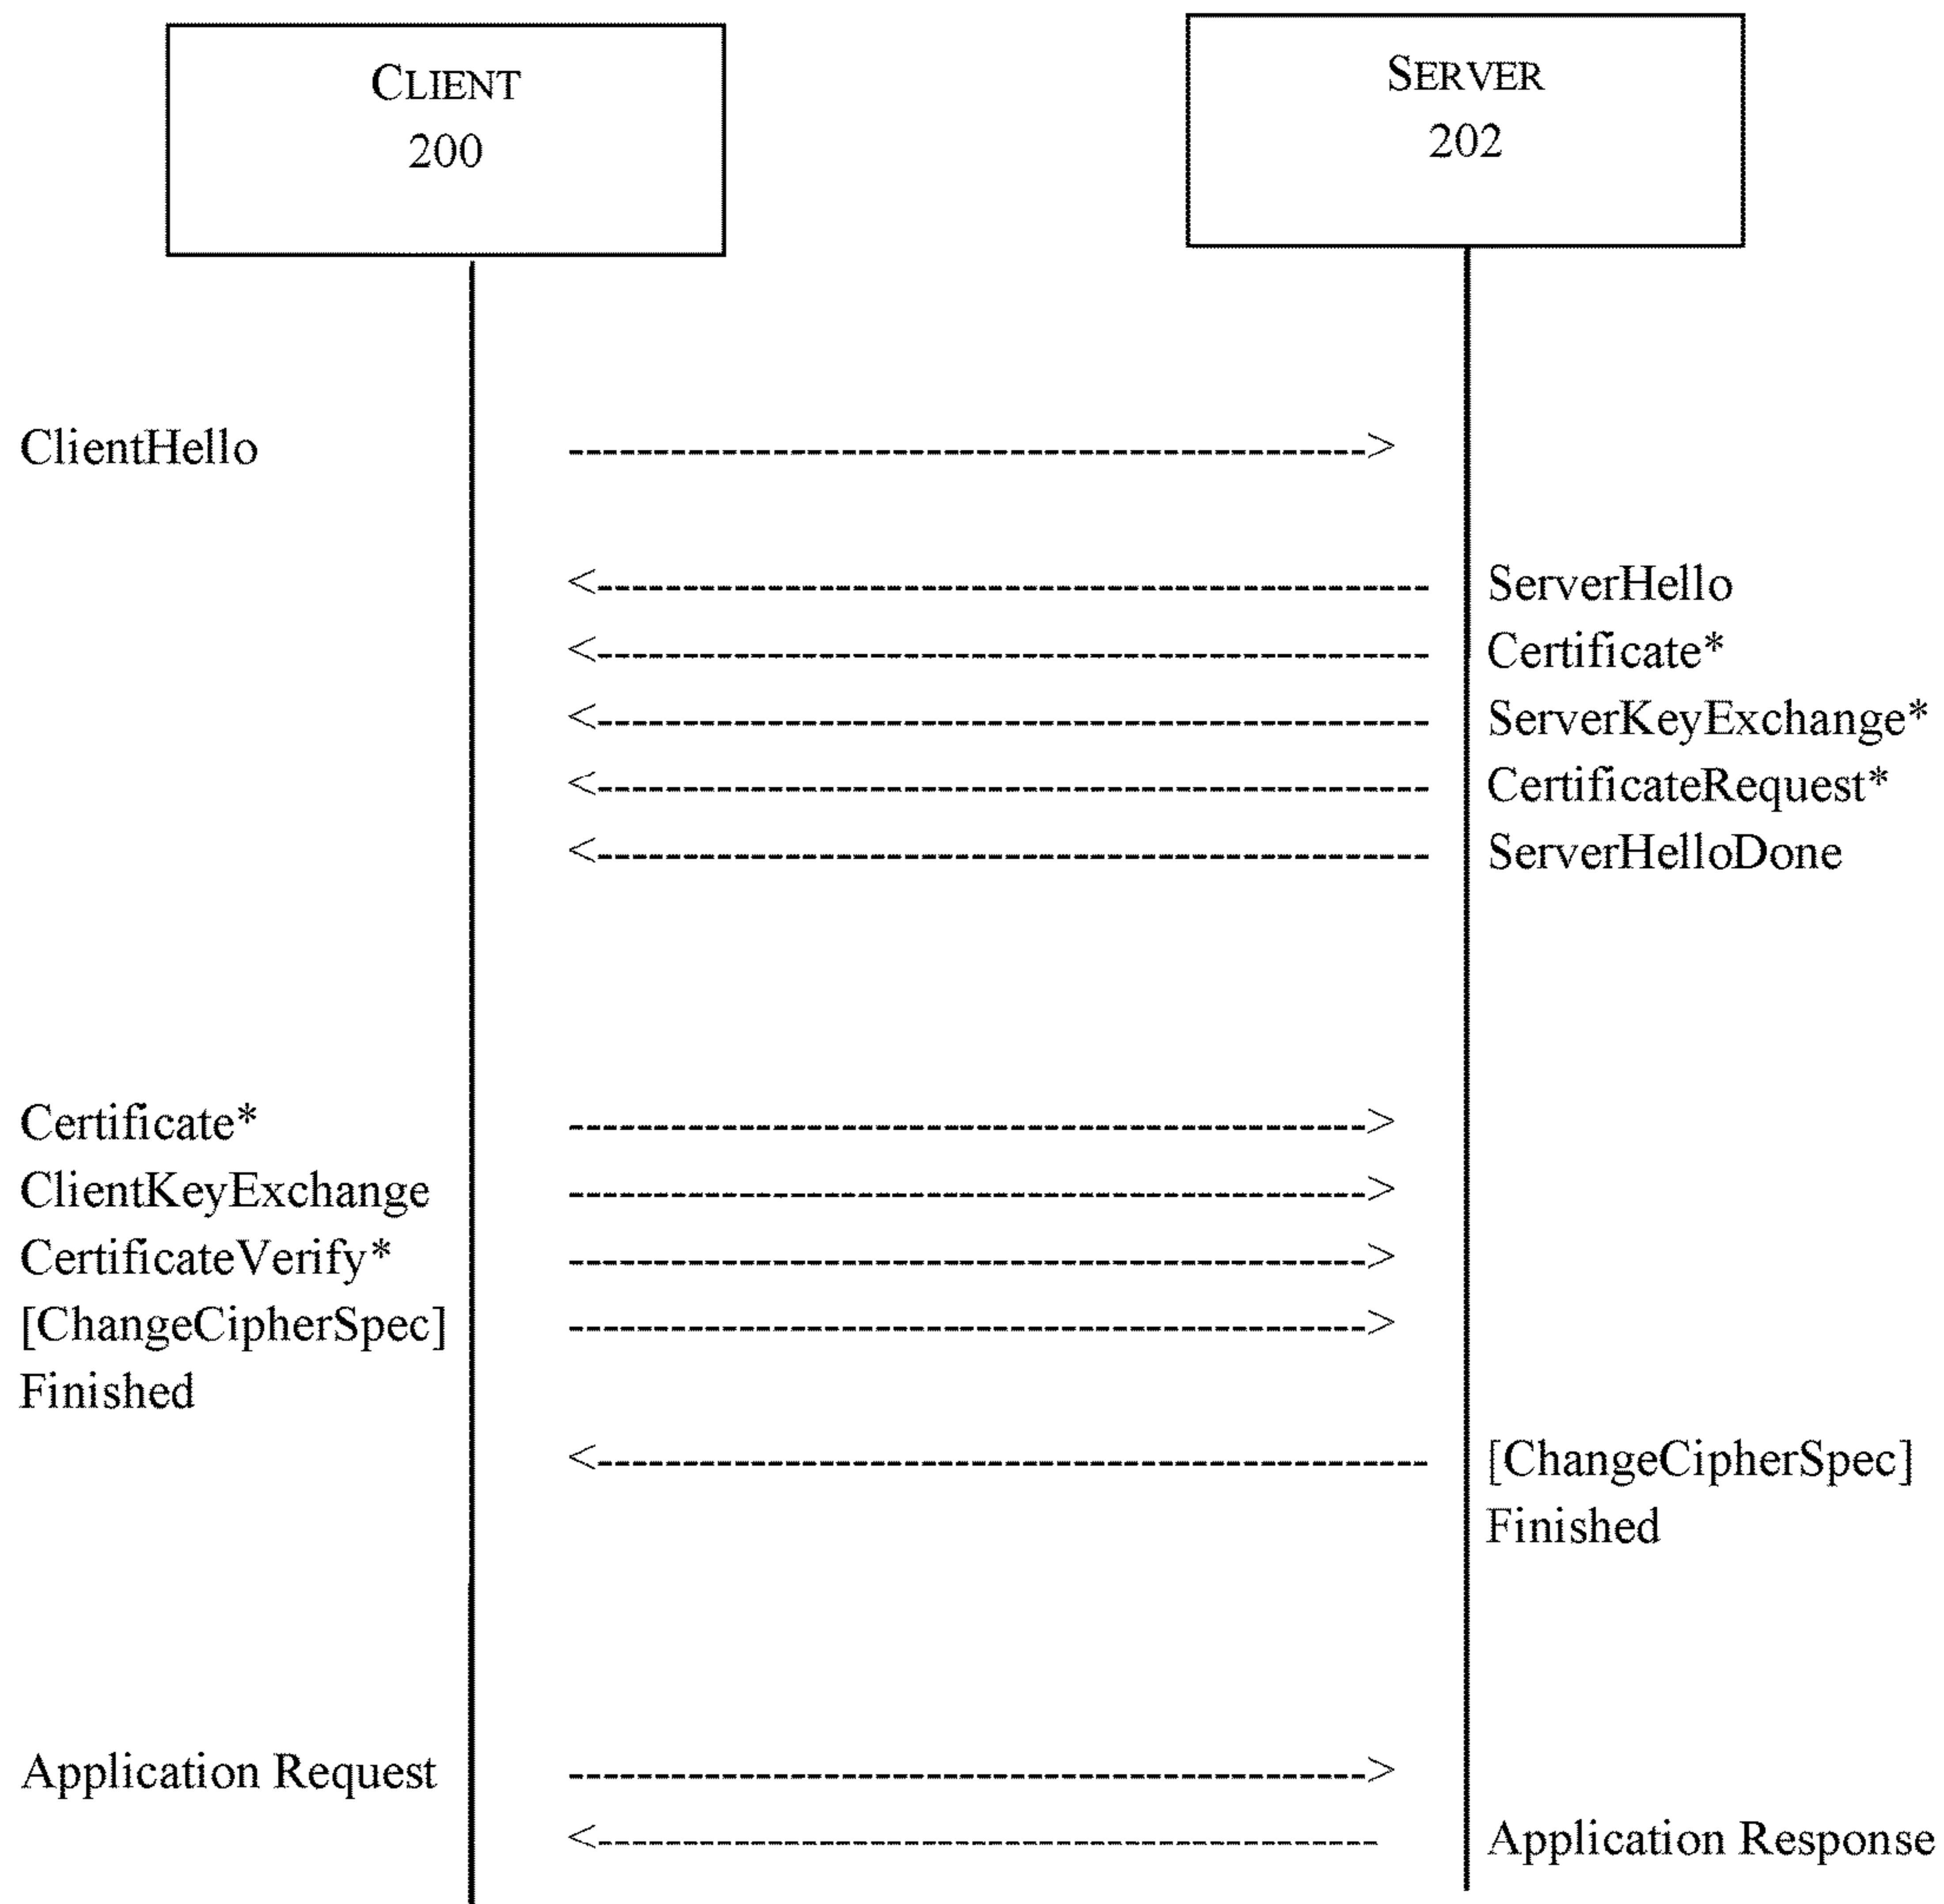 CLIENT
200
SERVER
202
ClientHello
ServerHello
Certificate*
ServerKeyExchange*
CertificateRequest*
ServerHelloDone
Certificate*
ClientKeyExchange
CertificateVerify*
[ChangeCipherSpec]
Finished
[ChangeCipherSpec]
Finished
Application Request
Application Response